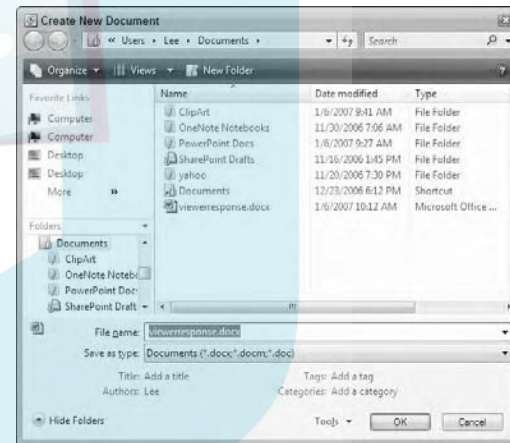 Create New Document
« Users › Lee › Documents ›
Search
Organize
Views
New Folder
?
Favorite Links
Computer
Computer
Desktop
Desktop
More »
Name Date modified Type
ClipArt 1/6/2007 9:41 AM File Folder
OneNote Notebooks 11/30/2006 7:06 AM File Folder
PowerPoint Docs 1/6/2007 9:27 AM File Folder
SharePoint Drafts 11/16/2006 1:45 PM File Folder
yahoo 11/20/2006 7:30 PM File Folder
Documents 12/23/2006 6:12 PM Shortcut
viewerresponse.docx 1/6/2007 10:12 AM Microsoft Office ...
Folders
Documents
ClipArt
OneNote Noteb
PowerPoint Doc
SharePoint Draft
File name: viewerresponse.docx
Save as type: Documents (*.docx;*.docm;*.doc)
Title: Add a title
Tags: Add a tag
Authors: Lee
Categories: Add a category
Hide Folders
Tools
OK
Cancel